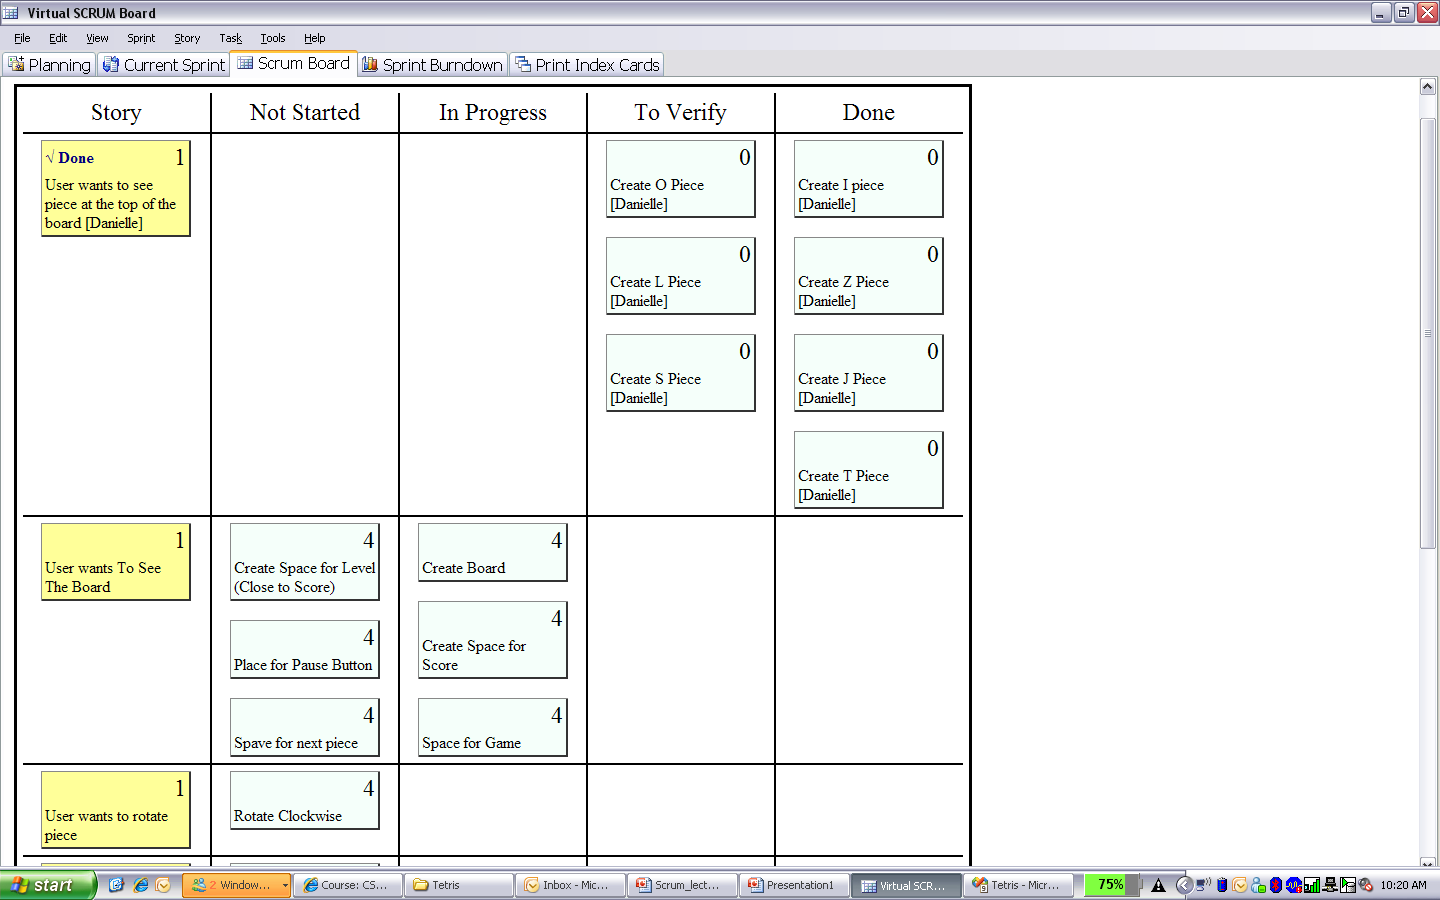 Virtual SCRUM Board
File Edit View Sprint Story Task Tools Help
Planning Current Sprint Scrum Board Sprint Burndown Print Index Cards
Story Not Started In Progress To Verify Done
√ Done 1
User wants to see
piece at the top of the
board [Danielle]
0
Create O Piece
[Danielle]
0
Create L Piece
[Danielle]
0
Create S Piece
[Danielle]
0
Create I piece
[Danielle]
0
Create Z Piece
[Danielle]
0
Create J Piece
[Danielle]
0
Create T Piece
[Danielle]
1
User wants To See
The Board
4
Create Space for Level
(Close to Score)
4
Place for Pause Button
4
Spave for next piece
4
Create Board
4
Create Space for
Score
4
Space for Game
1
User wants to rotate
piece
4
Rotate Clockwise
start 2 Window... Course: CS... Tetris Inbox - Mic... Scrum_lect... Presentation1 Virtual SCR... Tetris - Micr... 75% 10:20 AM